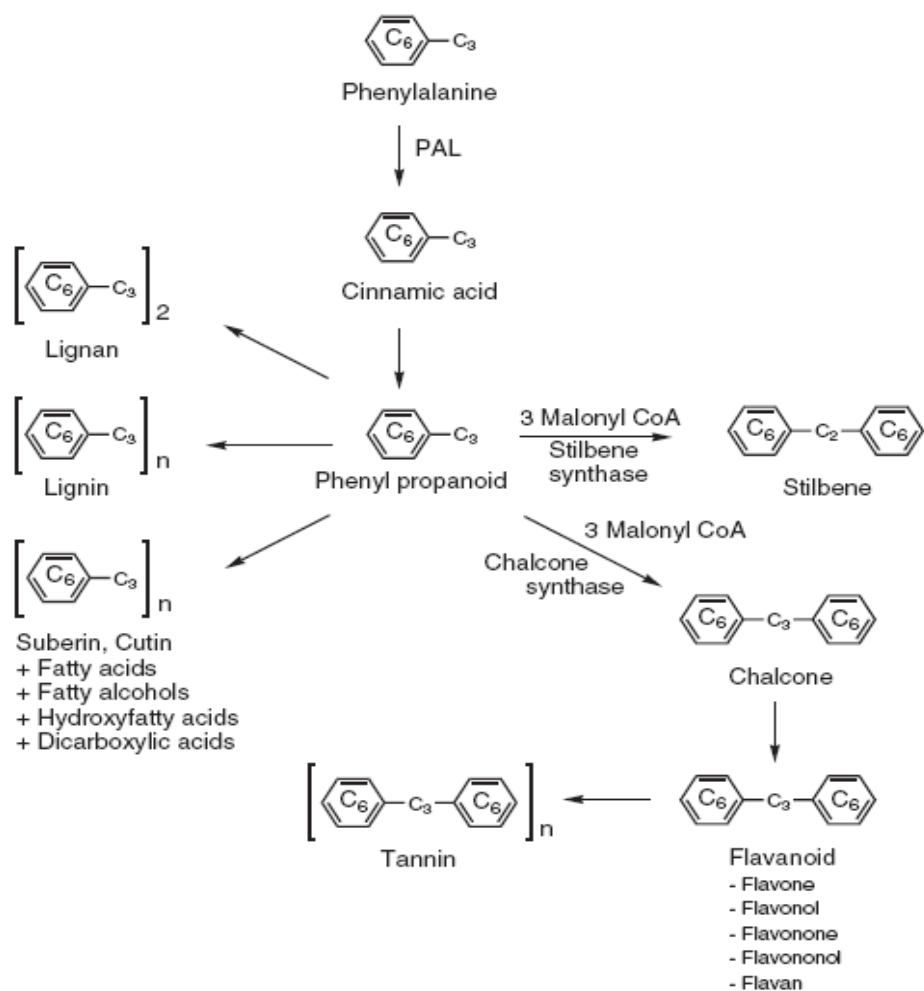 C6 C3
Phenylalanine
PAL
C6 C3
Cinnamic acid
C6 C3 2
Lignan
C6 C3 n
Lignin
C6 C3
Phenyl propanoid
3 Malonyl CoA
Stilbene
synthase
C6 C2 C6
Stilbene
C6 C3 n
Suberin, Cutin
+ Fatty acids
+ Fatty alcohols
+ Hydroxyfatty acids
+ Dicarboxylic acids
3 Malonyl CoA
Chalcone
synthase
C6 C3 C6
Chalcone
C6 C3 C6 n
Tannin
C6 C3 C6
Flavanoid
- Flavone
- Flavonol
- Flavonone
- Flavononol
- Flavan